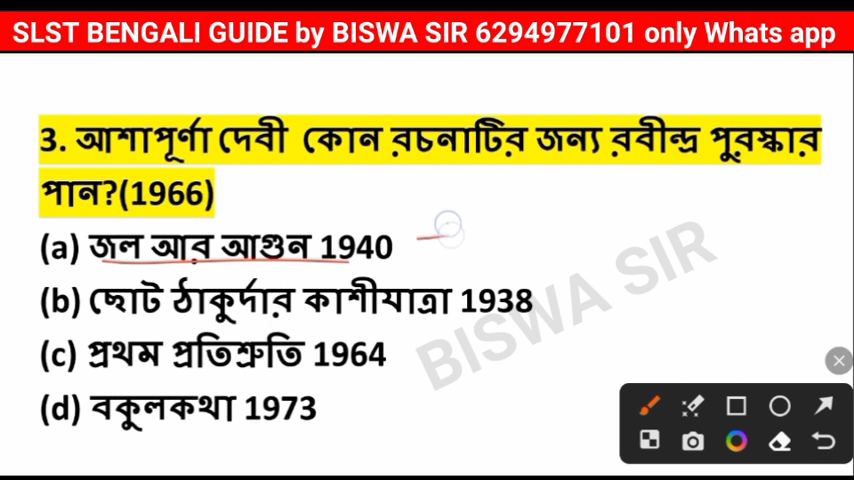 SLST BENGALI GUIDE by BISWA SIR 6294977101 only Whats app
3. আশাপূর্ণা দেবী কোন রচনাটির জন্য রবীন্দ্র পুরস্কার
পান?(1966)
(a) জল আর আগুন 1940
(b) ছোট ঠাকুর্দার কাশীযাত্রা 1938
(c) প্রথম প্রতিশ্রুতি 1964
(d) বকুলকথা 1973
BISWA SIR